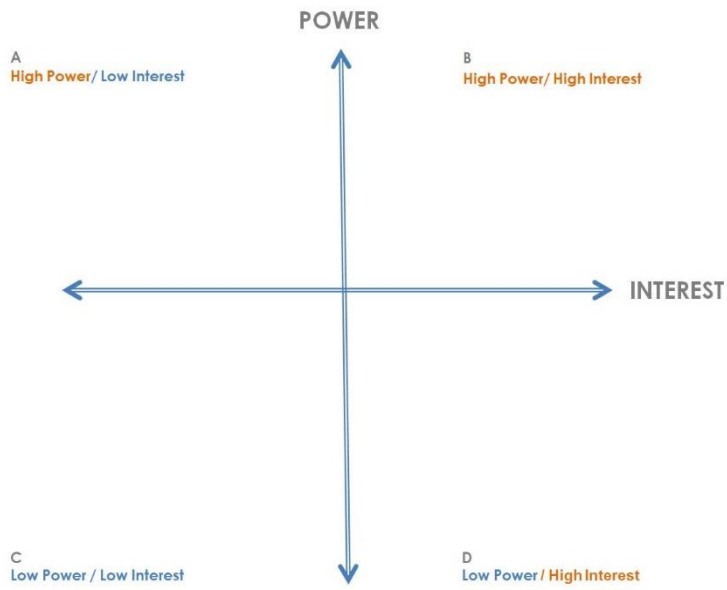 POWER
A
High Power/ Low Interest
B
High Power/ High Interest
INTEREST
C
Low Power / Low Interest
D
Low Power / High Interest